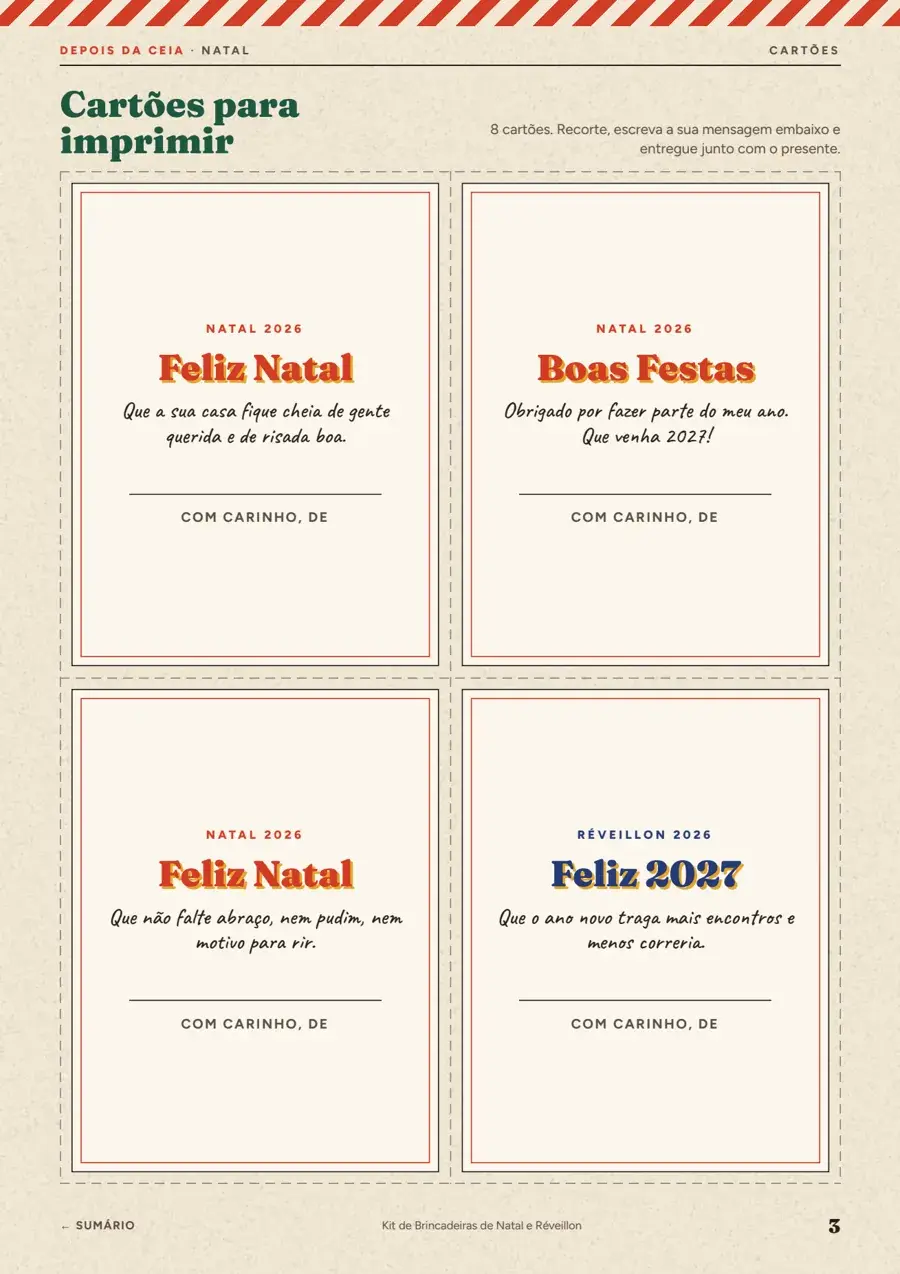 DEPOIS DA CEIA · NATAL
CARTÕES
Cartões para
imprimir
8 cartões. Recorte, escreva a sua mensagem embaixo e
entregue junto com o presente.
NATAL 2026
Feliz Natal
Que a sua casa fique cheia de gente
querida e de risada boa.
COM CARINHO, DE
NATAL 2026
Boas Festas
Obrigado por fazer parte do meu ano.
Que venha 2027!
COM CARINHO, DE
NATAL 2026
Feliz Natal
Que não falte abraço, nem pudim, nem
motivo para rir.
COM CARINHO, DE
RÉVEILLON 2026
Feliz 2027
Que o ano novo traga mais encontros e
menos correria.
COM CARINHO, DE
← SUMÁRIO
Kit de Brincadeiras de Natal e Réveillon
3